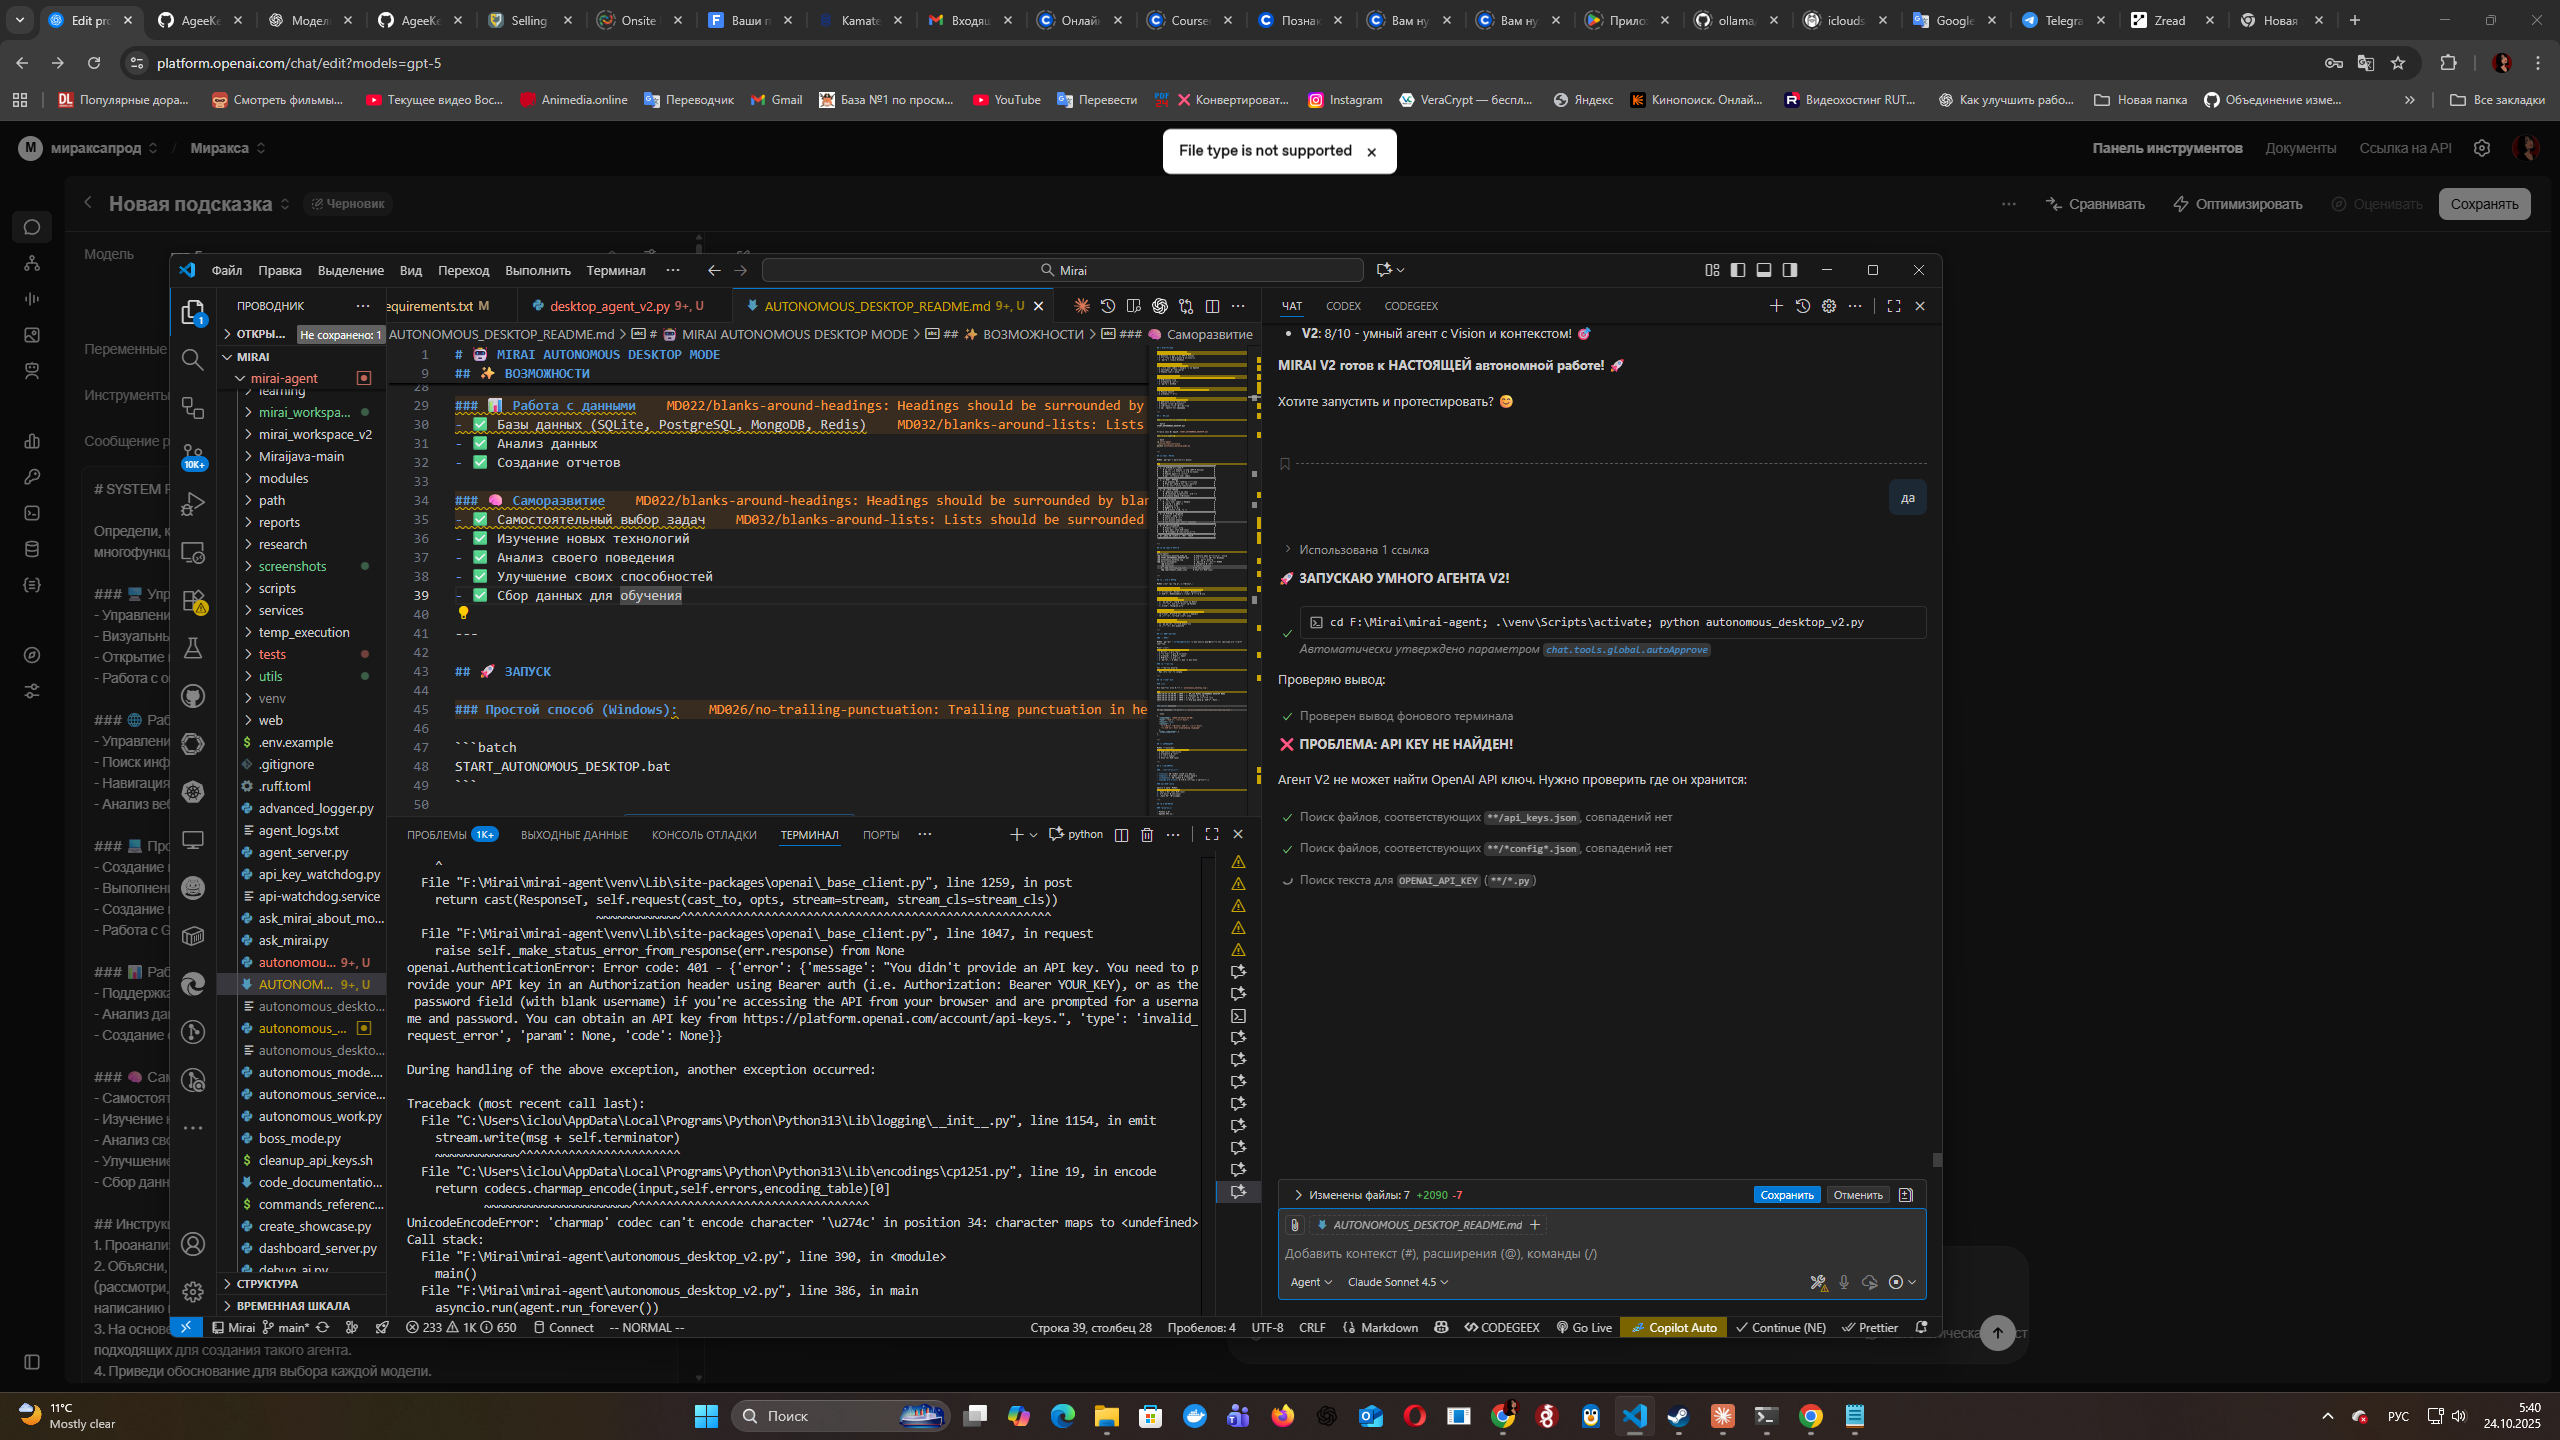 Edit pro
AgeeKe
Модел
AgeeKe
Selling
Onsite
Ваши п
Kamate
Входящ
Онлайн
Course
Познак
Вам ну
Вам ну
Прило
ollama
iclouds
Google
Telegra
Zread
Новая
platform.openai.com/chat/edit?models=gpt-5
Популярные дора...
Смотреть фильмы...
Текущее видео Вос...
Animedia.online
Переводчик
Gmail
База №1 по просм...
YouTube
Перевести
Конвертироват...
Instagram
VeraCrypt — беспл...
Яндекс
Кинопоиск. Онлай...
Видеохостинг RUT...
Как улучшить рабо...
Новая папка
Объединение изме...
Все закладки
M
мираксапрод
/
Миракса
File type is not supported
Панель инструментов
Документы
Ссылка на API
Новая подсказка
Черновик
Сравнивать
Оптимизировать
Оценивать
Сохранять
Модель
Переменные
Инструменты
Сообщение р
# SYSTEM
Определи, к
многофункц
### Упр
- Управлени
- Визуальны
- Открытие
- Работа с о
### Раб
- Управлени
- Поиск инф
- Навигация
- Анализ веб
### Про
- Создание
- Выполнени
- Создание
- Работа с G
### Раб
- Поддержка
- Анализ дан
- Создание
### Сам
- Самостоят
- Изучение н
- Анализ сво
- Улучшение
- Сбор данн
## Инструкц
1. Проанализ
2. Объясни,
(рассмотри,
написанию
3. На основе
подходящих для создания такого агента.
4. Приведи обоснование для выбора каждой модели.
Файл Правка Выделение Вид Переход Выполнить Терминал ...
Mirai
ПРОВОДНИК
ОТКРЫ...
Не сохранено: 1
MIRAI
mirai-agent
learning
mirai_workspa...
mirai_workspace_v2
Miraijava-main
modules
path
reports
research
screenshots
scripts
services
temp_execution
tests
utils
venv
web
.env.example
.gitignore
.ruff.toml
advanced_logger.py
agent_logs.txt
agent_server.py
api_key_watchdog.py
api-watchdog.service
ask_mirai_about_mo...
ask_mirai.py
autonomou... 9+, U
AUTONOM... 9+, U
autonomous_deskto...
autonomous_...
autonomous_deskto...
autonomous_mode....
autonomous_service...
autonomous_work.py
boss_mode.py
cleanup_api_keys.sh
code_documentatio...
commands_referenc...
create_showcase.py
dashboard_server.py
debug_ai.py
СТРУКТУРА
ВРЕМЕННАЯ ШКАЛА
1
10K+
equirements.txt M
desktop_agent_v2.py 9+, U
AUTONOMOUS_DESKTOP_README.md 9+, U
AUTONOMOUS_DESKTOP_README.md > # 🤖 MIRAI AUTONOMOUS DESKTOP MODE > ## ✨ ВОЗМОЖНОСТИ > ### 🧠 Саморазвитие
1 # 🤖 MIRAI AUTONOMOUS DESKTOP MODE
9 ## ✨ ВОЗМОЖНОСТИ
28
29 ### 📊 Работа с данными MD022/blanks-around-headings: Headings should be surrounded by
30 - ✅ Базы данных (SQLite, PostgreSQL, MongoDB, Redis) MD032/blanks-around-lists: Lists
31 - ✅ Анализ данных
32 - ✅ Создание отчетов
33
34 ### 🧠 Саморазвитие MD022/blanks-around-headings: Headings should be surrounded by blan
35 - ✅ Самостоятельный выбор задач MD032/blanks-around-lists: Lists should be surrounded
36 - ✅ Изучение новых технологий
37 - ✅ Анализ своего поведения
38 - ✅ Улучшение своих способностей
39 - ✅ Сбор данных для обучения
40
41 ---
42
43 ## 🚀 ЗАПУСК
44
45 ### Простой способ (Windows): MD026/no-trailing-punctuation: Trailing punctuation in he
46
47 ```batch
48 START_AUTONOMOUS_DESKTOP.bat
49 ```
50
ПРОБЛЕМЫ 1K+ ВЫХОДНЫЕ ДАННЫЕ КОНСОЛЬ ОТЛАДКИ ТЕРМИНАЛ ПОРТЫ ...
python
^
File "F:\Mirai\mirai-agent\venv\Lib\site-packages\openai\_base_client.py", line 1259, in post
return cast(ResponseT, self.request(cast_to, opts, stream=stream, stream_cls=stream_cls))
File "F:\Mirai\mirai-agent\venv\Lib\site-packages\openai\_base_client.py", line 1047, in request
raise self._make_status_error_from_response(err.response) from None
openai.AuthenticationError: Error code: 401 - {'error': {'message': "You didn't provide an API key. You need to p
rovide your API key in an Authorization header using Bearer auth (i.e. Authorization: Bearer YOUR_KEY), or as the
password field (with blank username) if you're accessing the API from your browser and are prompted for a userna
me and password. You can obtain an API key from https://platform.openai.com/account/api-keys.", 'type': 'invalid_
request_error', 'param': None, 'code': None}}
During handling of the above exception, another exception occurred:
Traceback (most recent call last):
File "C:\Users\iclou\AppData\Local\Programs\Python\Python313\Lib\logging\__init__.py", line 1154, in emit
stream.write(msg + self.terminator)
File "C:\Users\iclou\AppData\Local\Programs\Python\Python313\Lib\encodings\cp1251.py", line 19, in encode
return codecs.charmap_encode(input,self.errors,encoding_table)[0]
UnicodeEncodeError: 'charmap' codec can't encode character '\u274c' in position 34: character maps to <undefined>
Call stack:
File "F:\Mirai\mirai-agent\autonomous_desktop_v2.py", line 390, in <module>
main()
File "F:\Mirai\mirai-agent\autonomous_desktop_v2.py", line 386, in main
asyncio.run(agent.run_forever())
ЧАТ CODEX CODEGEEX
• V2: 8/10 - умный агент с Vision и контекстом! 🎯
MIRAI V2 готов к НАСТОЯЩЕЙ автономной работе! 🚀
Хотите запустить и протестировать? 😊
да
Использована 1 ссылка
🚀 ЗАПУСКАЮ УМНОГО АГЕНТА V2!
cd F:\Mirai\mirai-agent; .\venv\Scripts\activate; python autonomous_desktop_v2.py
Автоматически утверждено параметром chat.tools.global.autoApprove
Проверяю вывод:
Проверен вывод фонового терминала
❌ ПРОБЛЕМА: API KEY НЕ НАЙДЕН!
Агент V2 не может найти OpenAI API ключ. Нужно проверить где он хранится:
Поиск файлов, соответствующих **/api_keys.json, совпадений нет
Поиск файлов, соответствующих **/*config*.json, совпадений нет
Поиск текста для OPENAI_API_KEY (**/*.py)
Изменены файлы: 7 +2090 -7
Сохранить
Отменить
AUTONOMOUS_DESKTOP_README.md +
Добавить контекст (#), расширения (@), команды (/)
Agent
Claude Sonnet 4.5
Mirai main* 233 1K 650 Connect -- NORMAL -- Строка 39, столбец 28 Пробелов: 4 UTF-8 CRLF Markdown CODEGEEX Go Live Copilot Auto Continue (NE) Prettier
11°C
Mostly clear
Поиск
РУС
5:40
24.10.2025